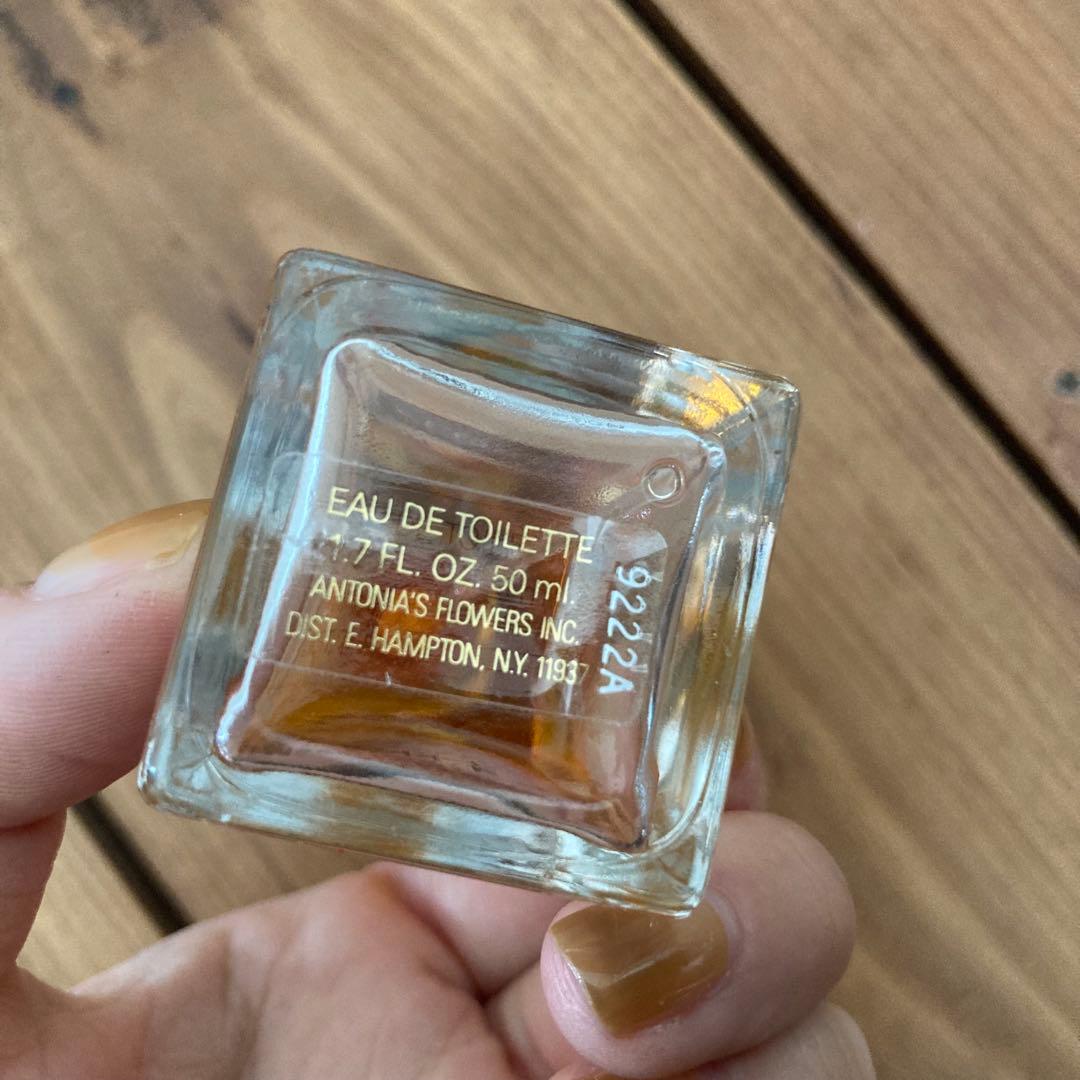 EAU DE TOILETTE
1.7 FL. OZ. 50 ml.
ANTONIA'S FLOWERS INC.
DIST. E. HAMPTON, N.Y. 11937
9222A